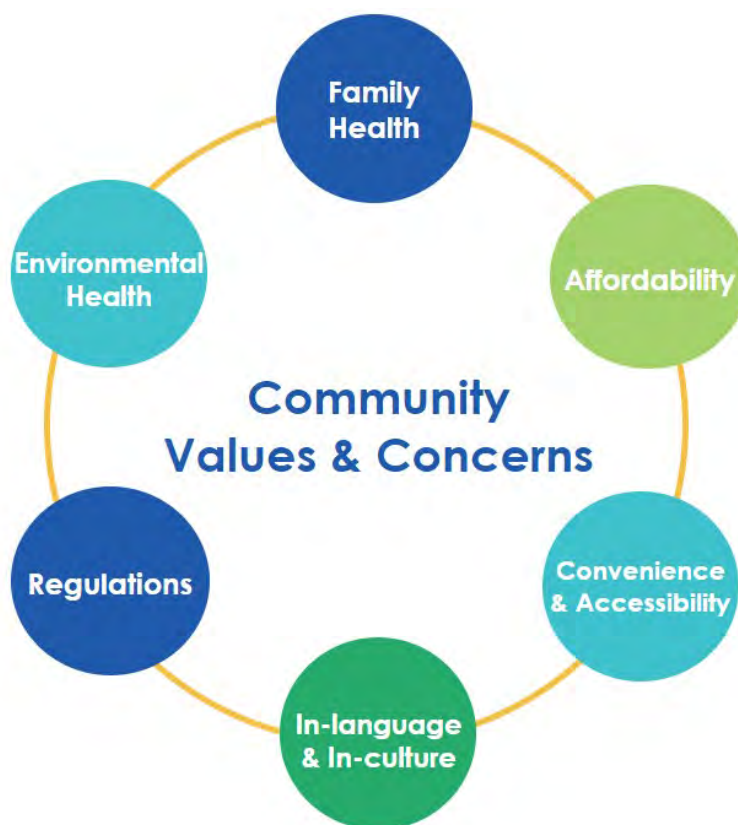 Family
Health
Affordability
Convenience
& Accessibility
In-language
& In-culture
Regulations
Environmental
Health
Community
Values & Concerns